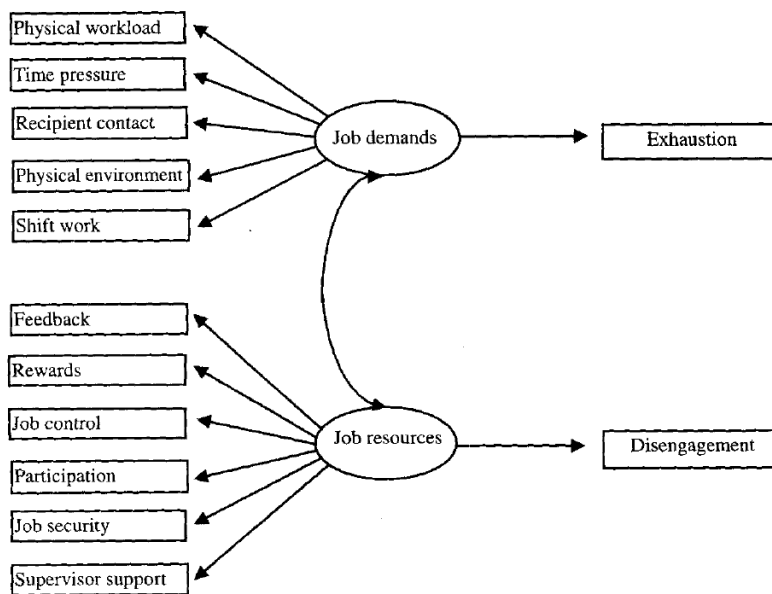 Physical workload
Time pressure
Recipient contact
Physical environment
Shift work
Job demands
Exhaustion
Feedback
Rewards
Job control
Participation
Job security
Supervisor support
Job resources
Disengagement